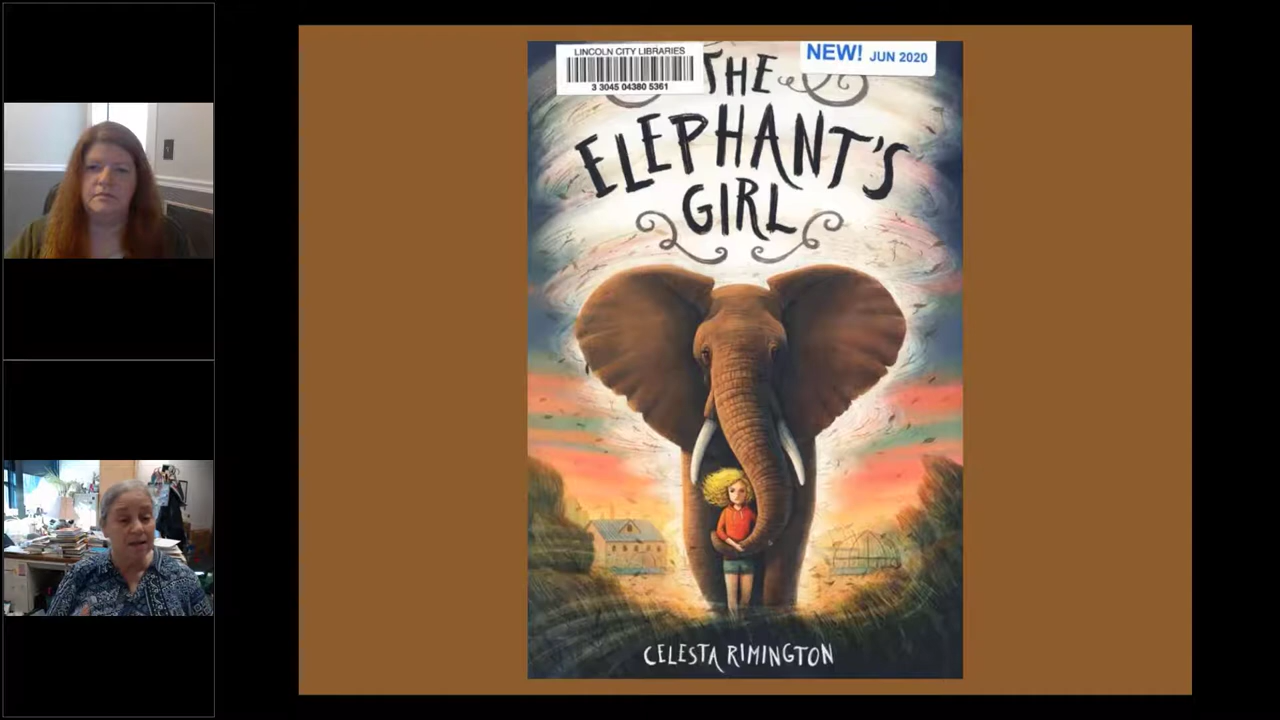 LINCOLN CITY LIBRARIES
3 3045 04380 5361
NEW! JUN 2020
THE
ELEPHANT'S
GIRL
CELESTA RIMINGTON